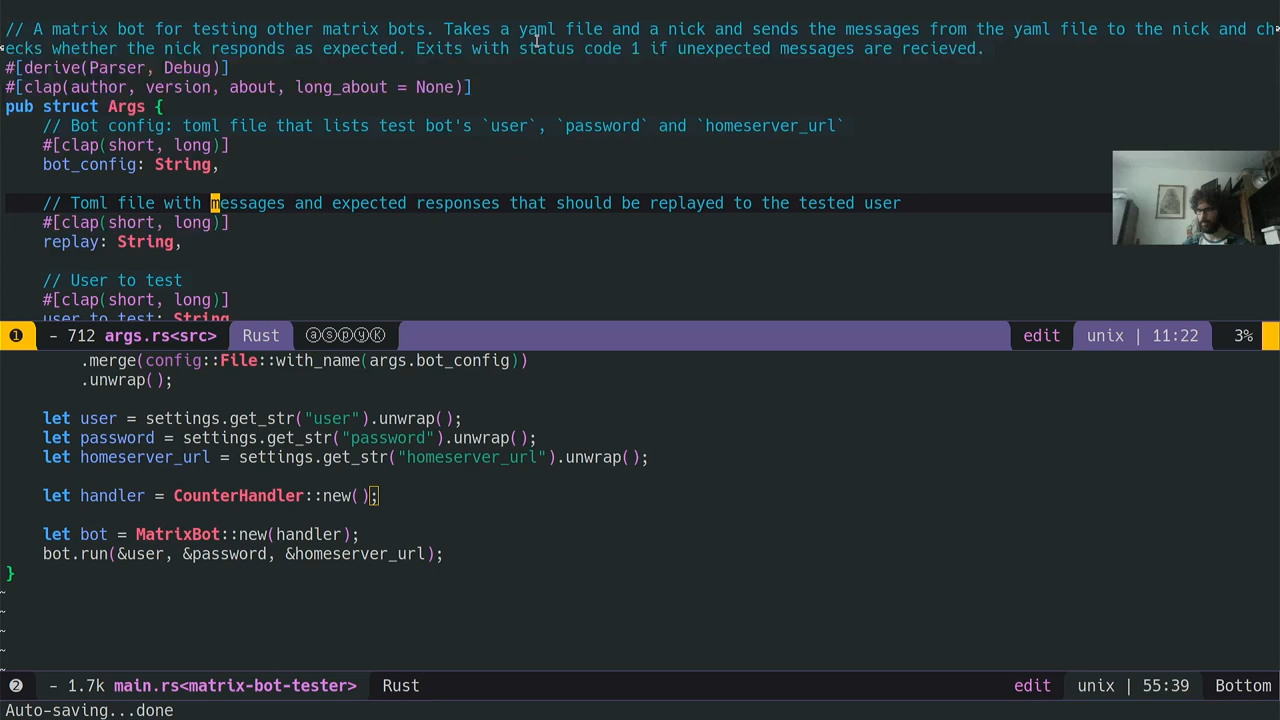 // A matrix bot for testing other matrix bots. Takes a yaml file and a nick and sends the messages from the yaml file to the nick and ch
ecks whether the nick responds as expected. Exits with status code 1 if unexpected messages are recieved.
#[derive(Parser, Debug)]
#[clap(author, version, about, long_about = None)]
pub struct Args {
    // Bot config: toml file that lists test bot's `user`, `password` and `homeserver_url`
    #[clap(short, long)]
    bot_config: String,
    // Toml file with messages and expected responses that should be replayed to the tested user
    #[clap(short, long)]
    replay: String,
    // User to test
    #[clap(short, long)]
    user_to_test: String
❶ - 712 args.rs<src> Rust ⓐⓢⓟⓨⓀ edit unix | 11:22 3%
        .merge(config::File::with_name(args.bot_config))
        .unwrap();
    let user = settings.get_str("user").unwrap();
    let password = settings.get_str("password").unwrap();
    let homeserver_url = settings.get_str("homeserver_url").unwrap();
    let handler = CounterHandler::new();
    let bot = MatrixBot::new(handler);
    bot.run(&user, &password, &homeserver_url);
}
~
~
~
~
~
❷ - 1.7k main.rs<matrix-bot-tester> Rust edit unix | 55:39 Bottom
Auto-saving...done